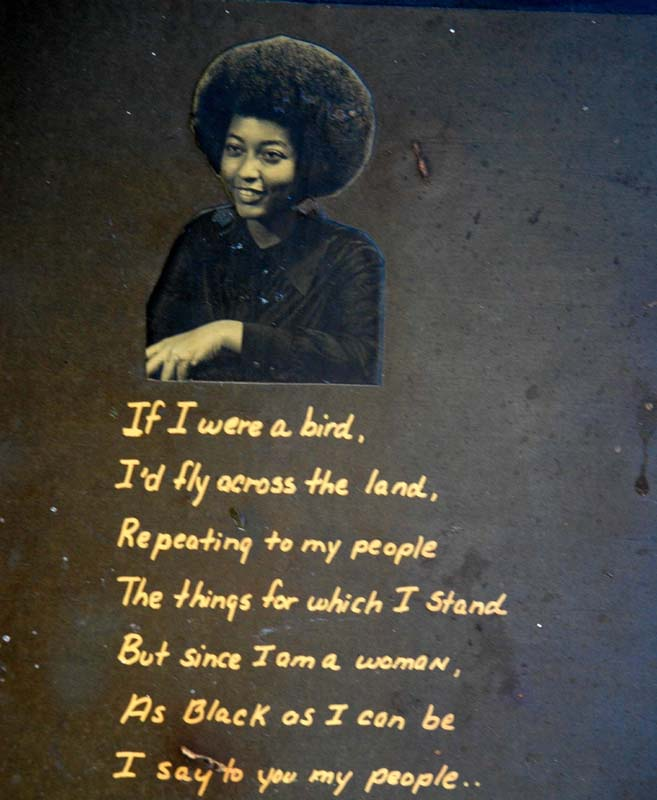 If I were a bird,
I'd fly across the land,
Repeating to my people
The things for which I Stand
But since I am a woman,
As Black as I can be
I say to you my people..